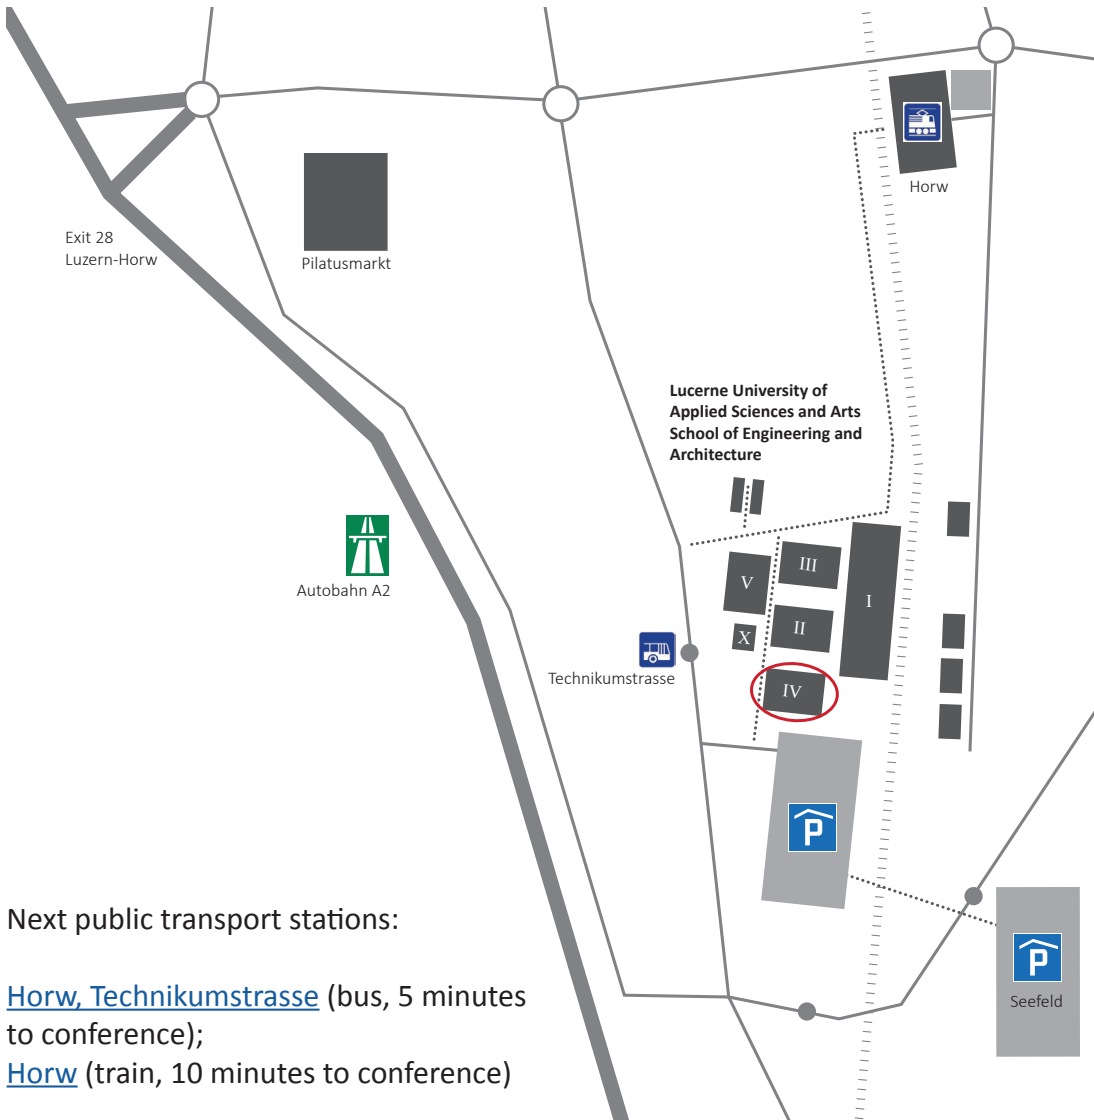 Horw
Exit 28
Luzern-Horw
Pilatusmarkt
Lucerne University of
Applied Sciences and Arts
School of Engineering and
Architecture
Autobahn A2
III
V
I
II
X
Technikumstrasse
IV
P
P
Seefeld
Next public transport stations:
Horw, Technikumstrasse (bus, 5 minutes
to conference);
Horw (train, 10 minutes to conference)